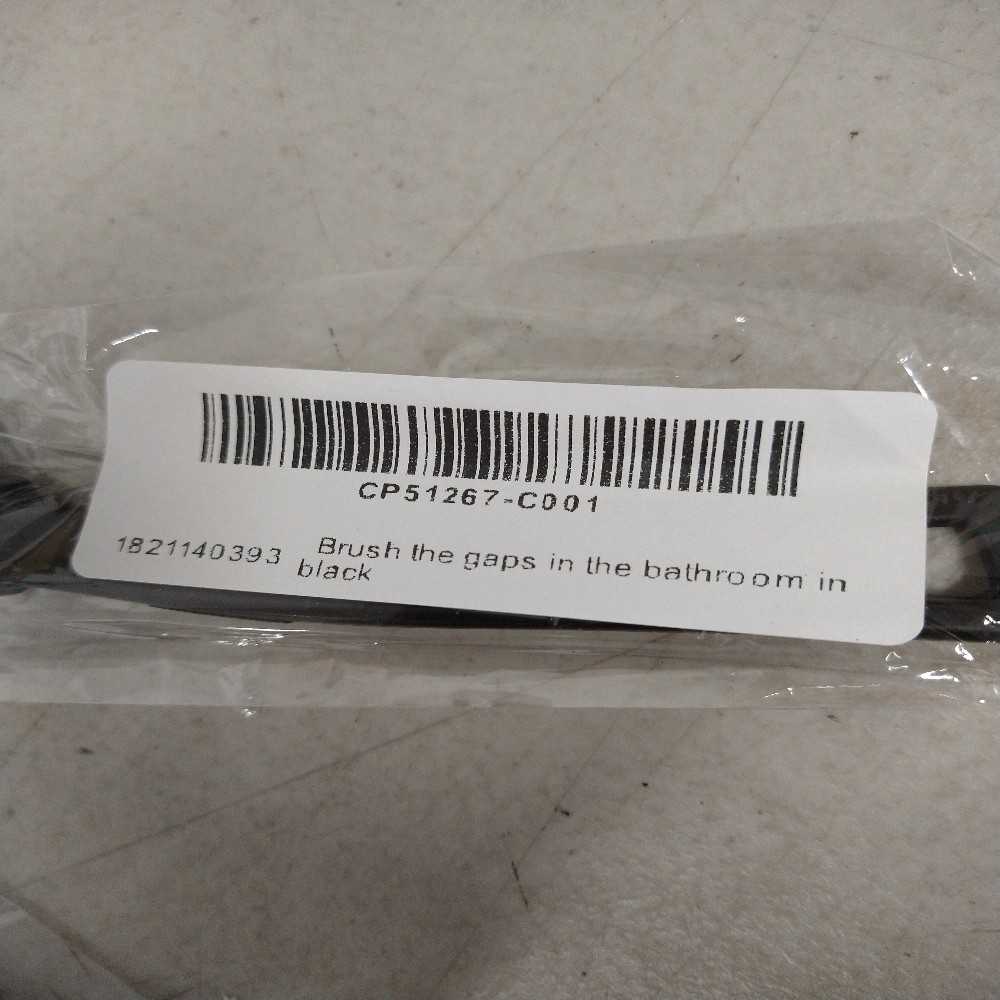 CP51267-C001
1821140393 Brush the gaps in the bathroom in
black